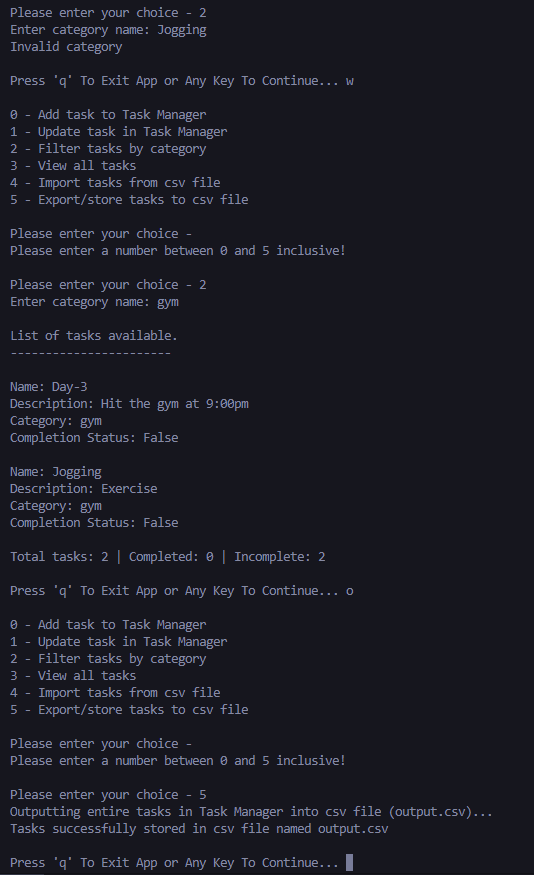 Please enter your choice - 2
Enter category name: Jogging
Invalid category
Press 'q' To Exit App or Any Key To Continue... w
0 - Add task to Task Manager
1 - Update task in Task Manager
2 - Filter tasks by category
3 - View all tasks
4 - Import tasks from csv file
5 - Export/store tasks to csv file
Please enter your choice -
Please enter a number between 0 and 5 inclusive!
Please enter your choice - 2
Enter category name: gym
List of tasks available.
-----------------------
Name: Day-3
Description: Hit the gym at 9:00pm
Category: gym
Completion Status: False
Name: Jogging
Description: Exercise
Category: gym
Completion Status: False
Total tasks: 2 | Completed: 0 | Incomplete: 2
Press 'q' To Exit App or Any Key To Continue... o
0 - Add task to Task Manager
1 - Update task in Task Manager
2 - Filter tasks by category
3 - View all tasks
4 - Import tasks from csv file
5 - Export/store tasks to csv file
Please enter your choice -
Please enter a number between 0 and 5 inclusive!
Please enter your choice - 5
Outputting entire tasks in Task Manager into csv file (output.csv)...
Tasks successfully stored in csv file named output.csv
Press 'q' To Exit App or Any Key To Continue...